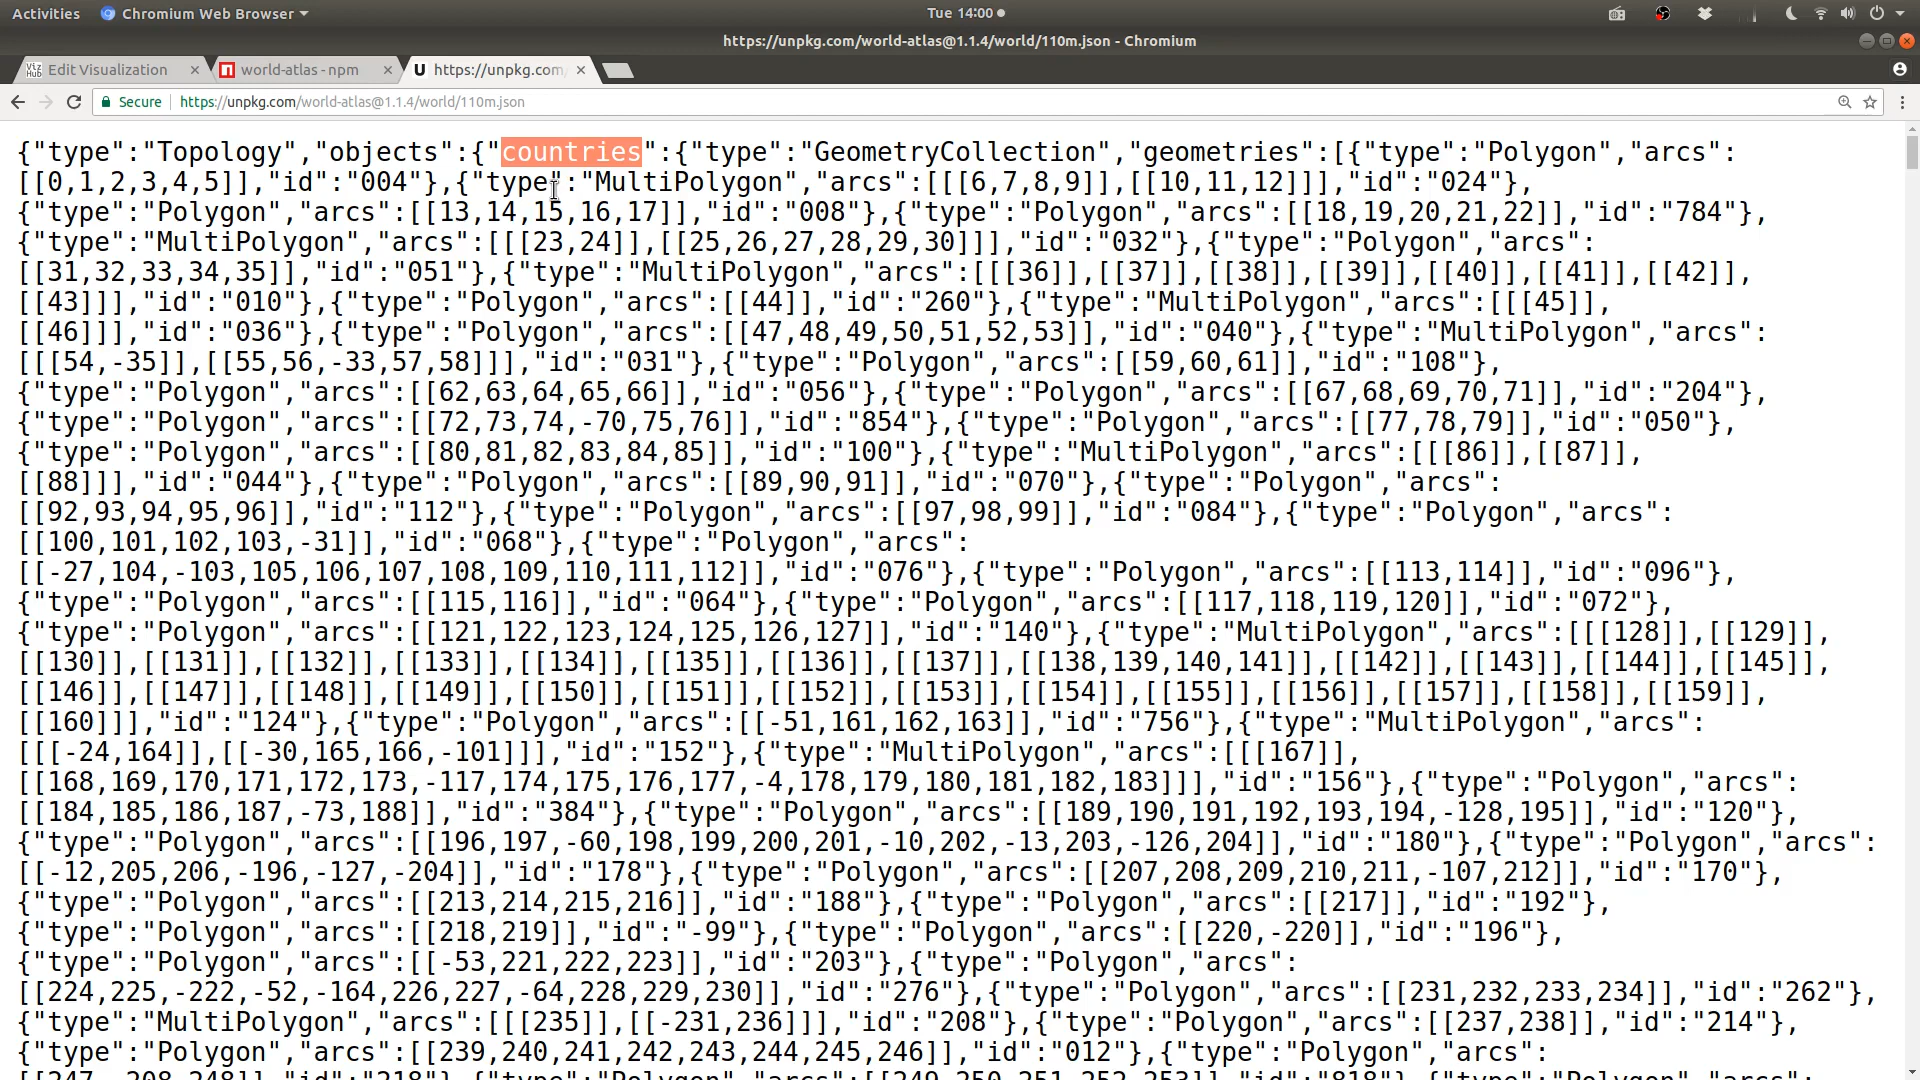 Activities
Chromium Web Browser
Tue 14:00
https://unpkg.com/world-atlas@1.1.4/world/110m.json - Chromium
Viz Hub Edit Visualization
world-atlas - npm
https://unpkg.com/
Secure
https://unpkg.com/world-atlas@1.1.4/world/110m.json
{"type":"Topology","objects":{"countries":{"type":"GeometryCollection","geometries":[{"type":"Polygon","arcs":
[[0,1,2,3,4,5]],"id":"004"},{"type":"MultiPolygon","arcs":[[[6,7,8,9]],[[10,11,12]]],"id":"024"},
{"type":"Polygon","arcs":[[13,14,15,16,17]],"id":"008"},{"type":"Polygon","arcs":[[18,19,20,21,22]],"id":"784"},
{"type":"MultiPolygon","arcs":[[[23,24]],[[25,26,27,28,29,30]]],"id":"032"},{"type":"Polygon","arcs":
[[31,32,33,34,35]],"id":"051"},{"type":"MultiPolygon","arcs":[[[36]],[[37]],[[38]],[[39]],[[40]],[[41]],[[42]],
[[43]]],"id":"010"},{"type":"Polygon","arcs":[[44]],"id":"260"},{"type":"MultiPolygon","arcs":[[[45]],
[[46]]],"id":"036"},{"type":"Polygon","arcs":[[47,48,49,50,51,52,53]],"id":"040"},{"type":"MultiPolygon","arcs":
[[[54,-35]],[[55,56,-33,57,58]]],"id":"031"},{"type":"Polygon","arcs":[[59,60,61]],"id":"108"},
{"type":"Polygon","arcs":[[62,63,64,65,66]],"id":"056"},{"type":"Polygon","arcs":[[67,68,69,70,71]],"id":"204"},
{"type":"Polygon","arcs":[[72,73,74,-70,75,76]],"id":"854"},{"type":"Polygon","arcs":[[77,78,79]],"id":"050"},
{"type":"Polygon","arcs":[[80,81,82,83,84,85]],"id":"100"},{"type":"MultiPolygon","arcs":[[[86]],[[87]],
[[88]]],"id":"044"},{"type":"Polygon","arcs":[[89,90,91]],"id":"070"},{"type":"Polygon","arcs":
[[92,93,94,95,96]],"id":"112"},{"type":"Polygon","arcs":[[97,98,99]],"id":"084"},{"type":"Polygon","arcs":
[[100,101,102,103,-31]],"id":"068"},{"type":"Polygon","arcs":
[[-27,104,-103,105,106,107,108,109,110,111,112]],"id":"076"},{"type":"Polygon","arcs":[[113,114]],"id":"096"},
{"type":"Polygon","arcs":[[115,116]],"id":"064"},{"type":"Polygon","arcs":[[117,118,119,120]],"id":"072"},
{"type":"Polygon","arcs":[[121,122,123,124,125,126,127]],"id":"140"},{"type":"MultiPolygon","arcs":[[[128]],[[129]],
[[130]],[[131]],[[132]],[[133]],[[134]],[[135]],[[136]],[[137]],[[138,139,140,141]],[[142]],[[143]],[[144]],[[145]],
[[146]],[[147]],[[148]],[[149]],[[150]],[[151]],[[152]],[[153]],[[154]],[[155]],[[156]],[[157]],[[158]],[[159]],
[[160]]],"id":"124"},{"type":"Polygon","arcs":[[-51,161,162,163]],"id":"756"},{"type":"MultiPolygon","arcs":
[[[-24,164]],[[-30,165,166,-101]]],"id":"152"},{"type":"MultiPolygon","arcs":[[[167]],
[[168,169,170,171,172,173,-117,174,175,176,177,-4,178,179,180,181,182,183]]],"id":"156"},{"type":"Polygon","arcs":
[[184,185,186,187,-73,188]],"id":"384"},{"type":"Polygon","arcs":[[189,190,191,192,193,194,-128,195]],"id":"120"},
{"type":"Polygon","arcs":[[196,197,-60,198,199,200,201,-10,202,-13,203,-126,204]],"id":"180"},{"type":"Polygon","arcs":
[[-12,205,206,-196,-127,-204]],"id":"178"},{"type":"Polygon","arcs":[[207,208,209,210,211,-107,212]],"id":"170"},
{"type":"Polygon","arcs":[[213,214,215,216]],"id":"188"},{"type":"Polygon","arcs":[[217]],"id":"192"},
{"type":"Polygon","arcs":[[218,219]],"id":"-99"},{"type":"Polygon","arcs":[[220,-220]],"id":"196"},
{"type":"Polygon","arcs":[[-53,221,222,223]],"id":"203"},{"type":"Polygon","arcs":
[[224,225,-222,-52,-164,226,227,-64,228,229,230]],"id":"276"},{"type":"Polygon","arcs":[[231,232,233,234]],"id":"262"},
{"type":"MultiPolygon","arcs":[[[235]],[[-231,236]]],"id":"208"},{"type":"Polygon","arcs":[[237,238]],"id":"214"},
{"type":"Polygon","arcs":[[239,240,241,242,243,244,245,246]],"id":"012"},{"type":"Polygon","arcs":
[[247,-208,248]],"id":"218"},{"type":"Polygon","arcs":[[249,250,251,252,253]],"id":"818"},{"type":"Polygon","arcs":